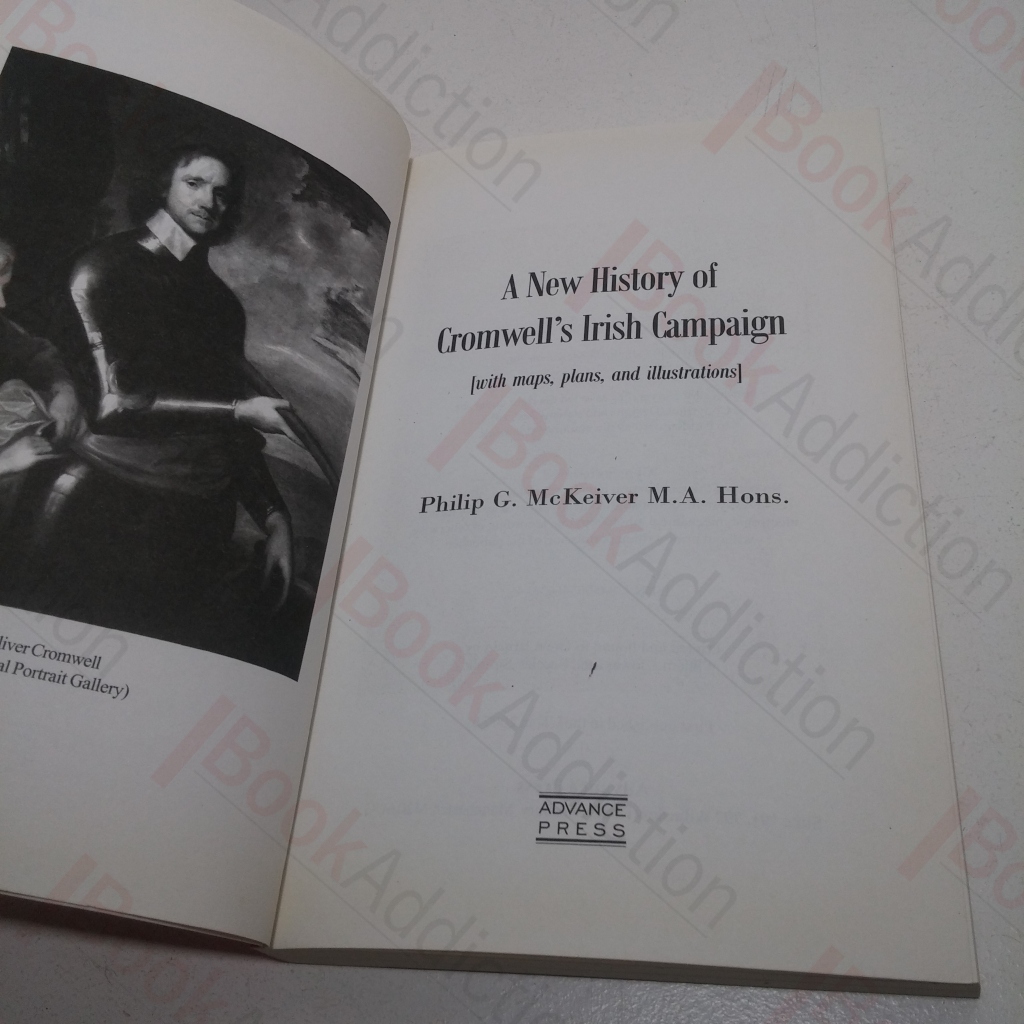 liver Cromwell
al Portrait Gallery)
A New History of
Cromwell's Irish Campaign
[with maps, plans, and illustrations]
Philip G. McKeiver M.A. Hons.
ADVANCE
PRESS
BookAddiction